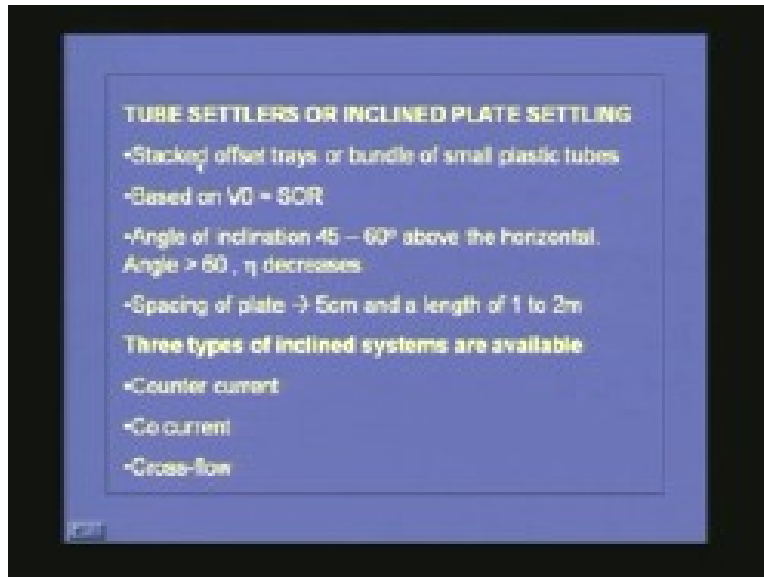 TUBE SETTLERS OR INCLINED PLATE SETTLING
•Stacked offset trays or bundle of small plastic tubes
•Based on V0 = SOR
•Angle of inclination 45 – 60º above the horizontal.
Angle > 60 , η decreases
•Spacing of plate → 5cm and a length of 1 to 2m
Three types of inclined systems are available
•Counter current
•Co current
•Cross-flow